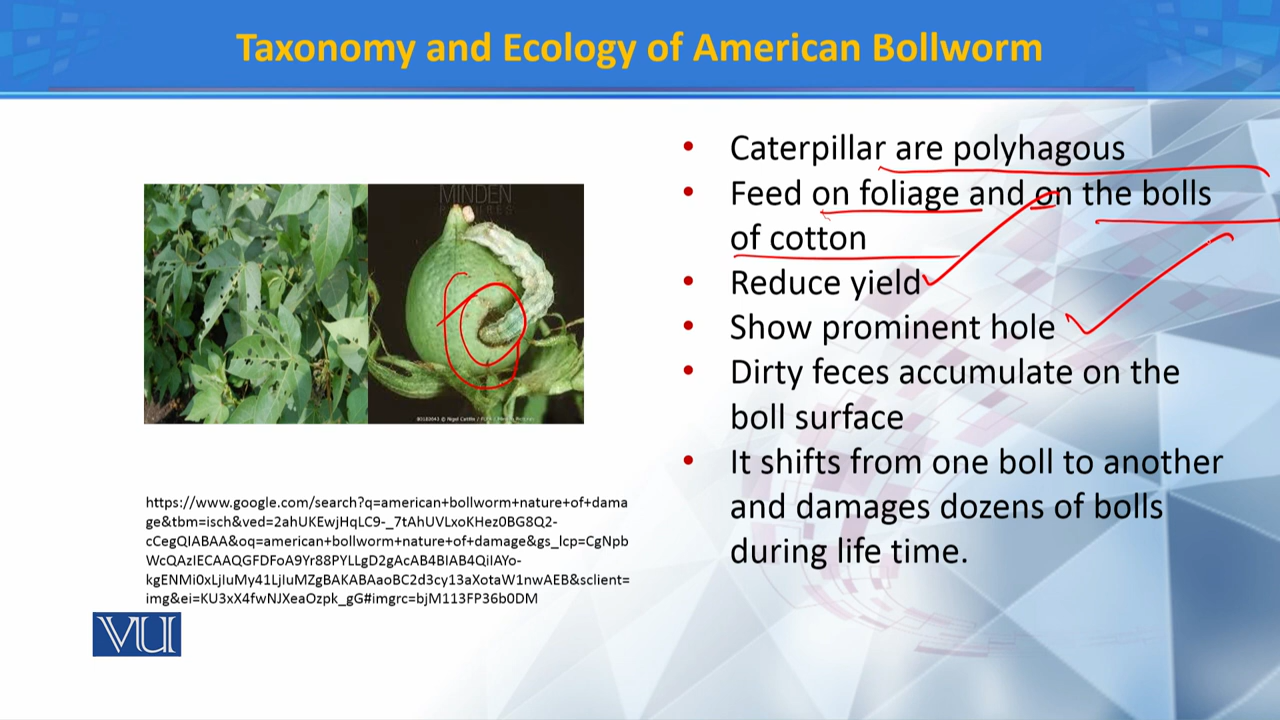 Taxonomy and Ecology of American Bollworm
MINDEN
PICTURES
• Caterpillar are polyhagous
• Feed on foliage and on the bolls
of cotton
• Reduce yield
• Show prominent hole
• Dirty feces accumulate on the
boll surface
• It shifts from one boll to another
and damages dozens of bolls
during life time.
https://www.google.com/search?q=american+bollworm+nature+of+dama
ge&tbm=isch&ved=2ahUKEwjHqLC9-_7tAhUVLxoKHez0BG8Q2-
cCegQIABAA&oq=american+bollworm+nature+of+damage&gs_lcp=CgNpb
WcQAzIECAAQGFDFoA9Yr88PYLLgD2gAcAB4BIAB4QiIAYo-
kgENMi0xLjIuMy41LjIuMZgBAKABAaoBC2d3cy13aXotaW1nwAEB&sclient=
img&ei=KU3xX4fwNJXeaOzpk_gG#imgrc=bjM113FP36b0DM
VU